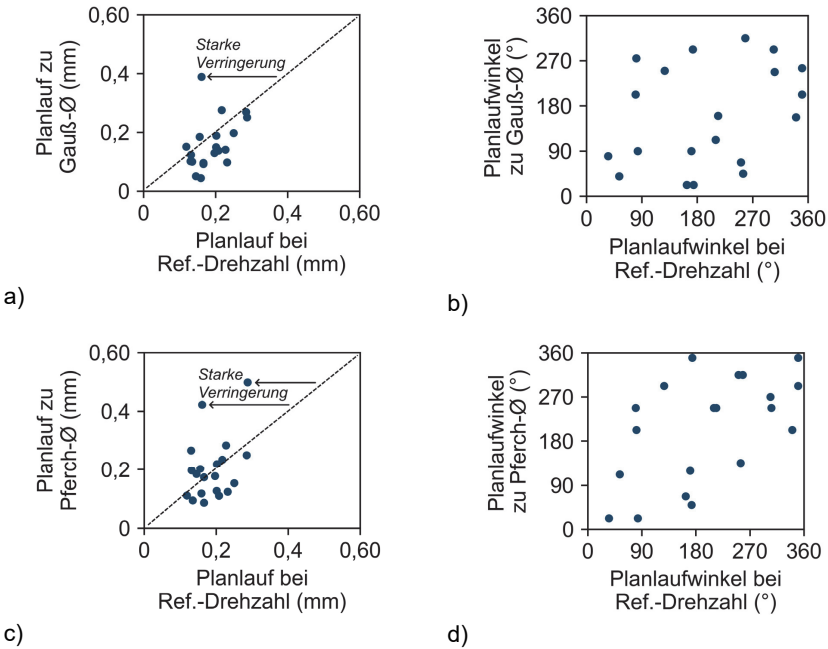 0,60
0,4
0,2
0
0
0,2
0,4
0,60
Planlauf zu
Gauß-Ø (mm)
Starke
Verringerung
Planlauf bei
Ref.-Drehzahl (mm)
a)
360
270
180
90
0
0
90
180
270
360
Planlaufwinkel
zu Gauß-Ø (°)
Planlaufwinkel bei
Ref.-Drehzahl (°)
b)
0,60
0,4
0,2
0
0
0,2
0,4
0,60
Planlauf zu
Pferch-Ø (mm)
Starke
Verringerung
Planlauf bei
Ref.-Drehzahl (mm)
c)
360
270
180
90
0
0
90
180
270
360
Planlaufwinkel
zu Pferch-Ø (°)
Planlaufwinkel bei
Ref.-Drehzahl (°)
d)